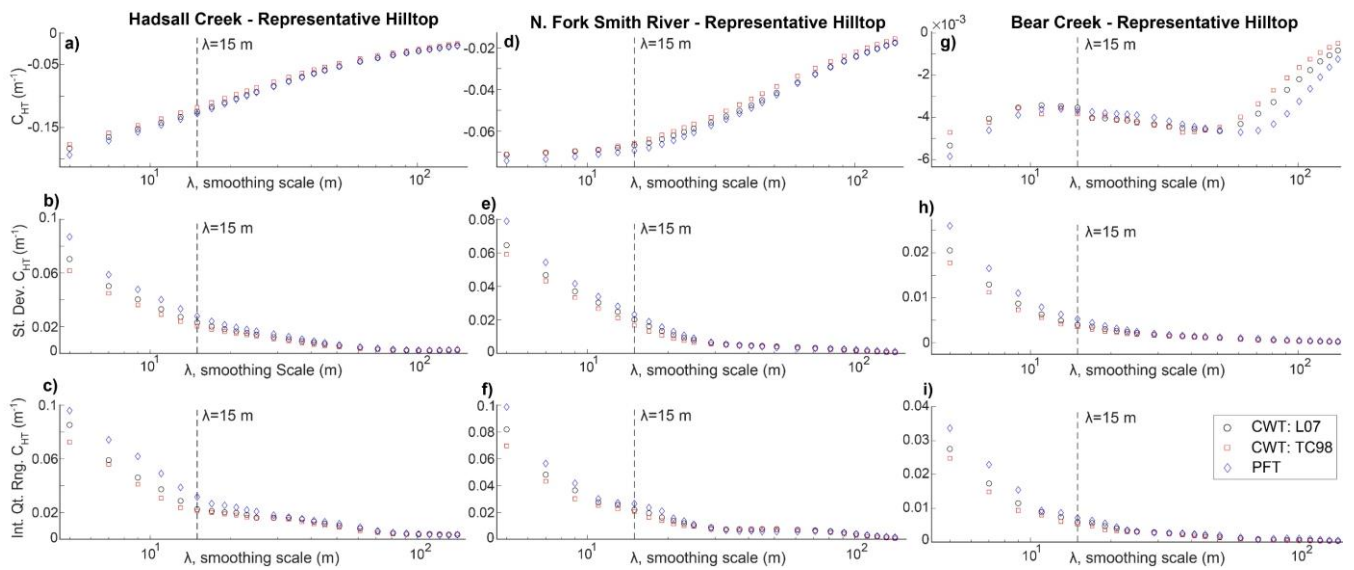 Hadsall Creek - Representative Hilltop
a)
λ=15 m
0
-0.05
-0.15
C_HT (m⁻¹)
10¹
10²
λ, smoothing scale (m)
b)
λ=15 m
0.1
0.06
0.02
0
St. Dev. C_HT (m⁻¹)
10¹
10²
λ, smoothing Scale (m)
c)
λ=15 m
0.1
0.06
0.02
0
Int. Qt. Rng. C_HT (m⁻¹)
10¹
10²
λ, smoothing scale (m)
N. Fork Smith River - Representative Hilltop
d)
λ=15 m
-0.02
-0.04
-0.06
10¹
10²
λ, smoothing scale (m)
e)
λ=15 m
0.08
0.06
0.04
0.02
0
10¹
10²
λ, smoothing scale (m)
f)
λ=15 m
0.1
0.06
0.02
0
10¹
10²
λ, smoothing scale (m)
Bear Creek - Representative Hilltop
×10⁻³
g)
λ=15 m
0
-2
-4
-6
10¹
10²
λ, smoothing scale (m)
h)
λ=15 m
0.02
0.01
0
10¹
10²
λ, smoothing scale (m)
i)
λ=15 m
0.04
0.03
0.02
0.01
0
10¹
10²
λ, smoothing scale (m)
CWT: L07
CWT: TC98
PFT